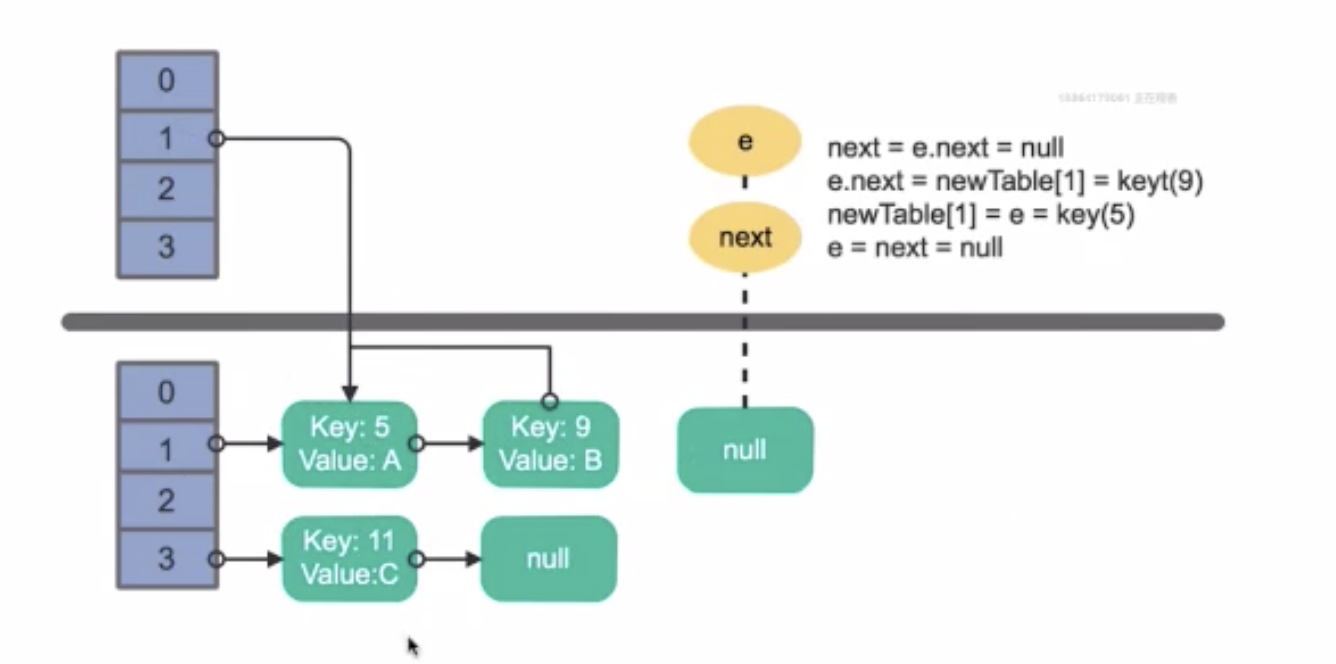 0
1
2
3
e
next
next = e.next = null
e.next = newTable[1] = keyt(9)
newTable[1] = e = key(5)
e = next = null
0
1
2
3
Key: 5
Value: A
Key: 9
Value: B
null
Key: 11
Value:C
null